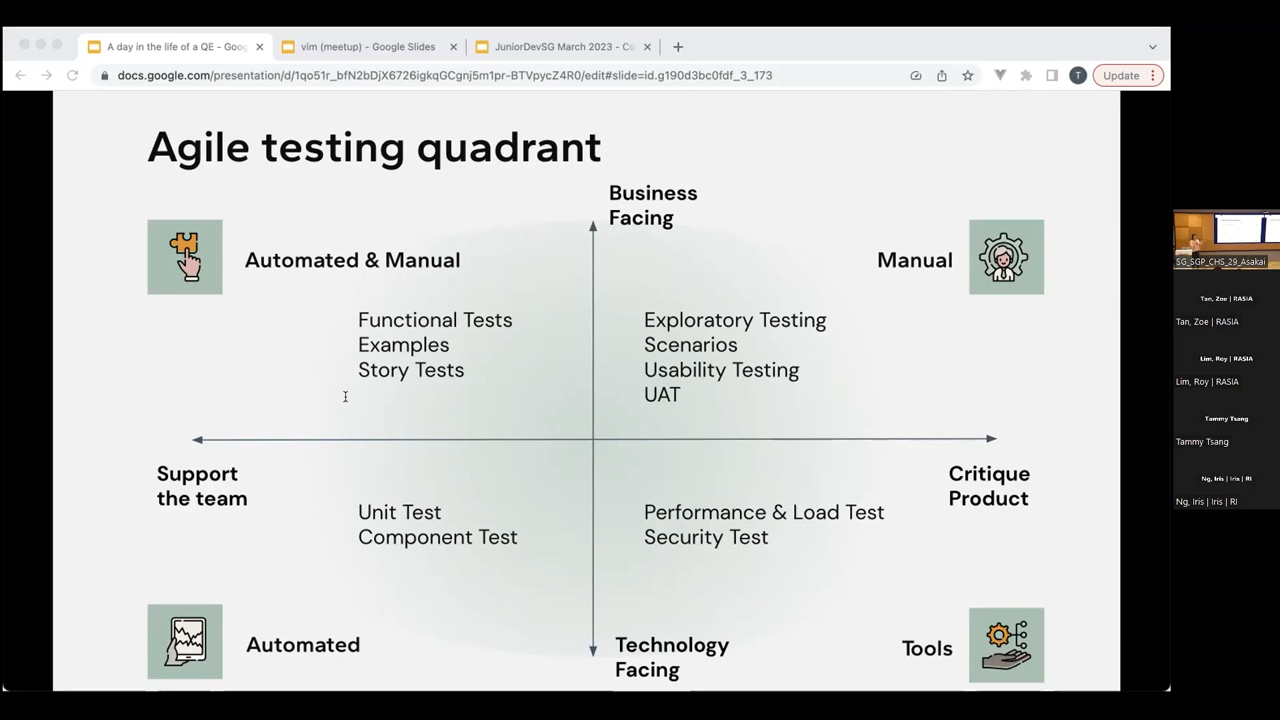 A day in the life of a QE - Goog
vim (meetup) - Google Slides
JuniorDevSG March 2023 - Co
docs.google.com/presentation/d/1qo51r_bfN2bDjX6726igkqGCgnj5m1pr-BTVpycZ4R0/edit#slide=id.g190d3bc0fdf_3_173
T
Update
Agile testing quadrant
Business
Facing
Automated & Manual
Manual
Functional Tests
Examples
Story Tests
Exploratory Testing
Scenarios
Usability Testing
UAT
Support
the team
Critique
Product
Unit Test
Component Test
Performance & Load Test
Security Test
Automated
Technology
Facing
Tools
SG_SGP_CHS_29_Asakai
Tan, Zoe | RASIA
Tan, Zoe | RASIA
Lim, Roy | RASIA
Lim, Roy | RASIA
Tammy Tsang
Tammy Tsang
Ng, Iris | Iris | RI
Ng, Iris | Iris | RI